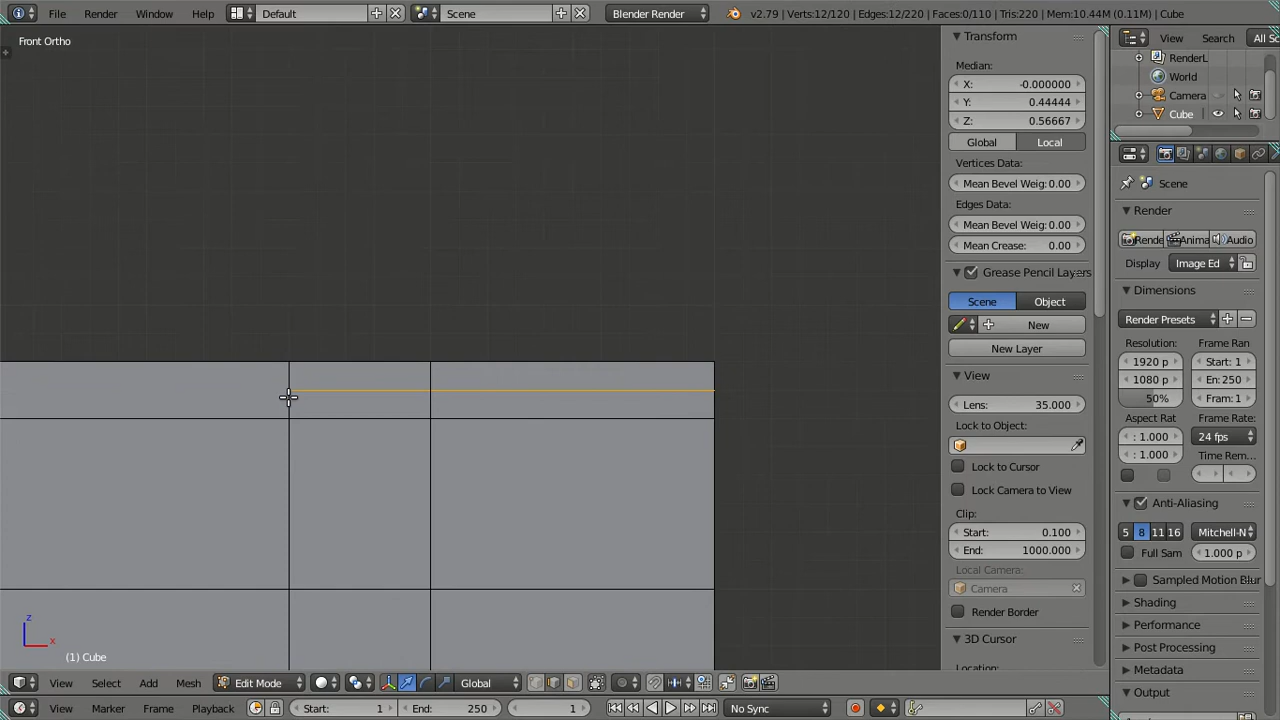 File Render Window Help Default Scene Blender Render v2.79 | Verts:12/120 | Edges:12/220 | Faces:0/110 | Tris:220 | Mem:10.44M (0.11M) | Cube
Front Ortho
Transform
Median:
X: -0.000000
Y: 0.44444
Z: 0.56667
Global Local
Vertices Data:
Mean Bevel Weig: 0.00
Edges Data:
Mean Bevel Weig: 0.00
Mean Crease: 0.00
Grease Pencil Layers
Scene Object
New
New Layer
View
Lens: 35.000
Lock to Object:
Lock to Cursor
Lock Camera to View
Clip:
Start: 0.100
End: 1000.000
Local Camera:
Camera
Render Border
3D Cursor
Location:
View Search All Sc
RenderL
World
Camera
Cube
Scene
Render
Rende Anima Audio
Display Image Ed
Dimensions
Render Presets
Resolution: Frame Ran
1920 p Start: 1
1080 p En: 250
50% Fram: 1
Aspect Rat Frame Rate:
: 1.000 24 fps
: 1.000 Time Rem...
Anti-Aliasing
5 8 11 16 Mitchell-N
Full Sam 1.000 p
Sampled Motion Blur
Shading
Performance
Post Processing
Metadata
Output
z
x
(1) Cube
View Select Add Mesh Edit Mode Global
View Marker Frame Playback Start: 1 End: 250 1 No Sync